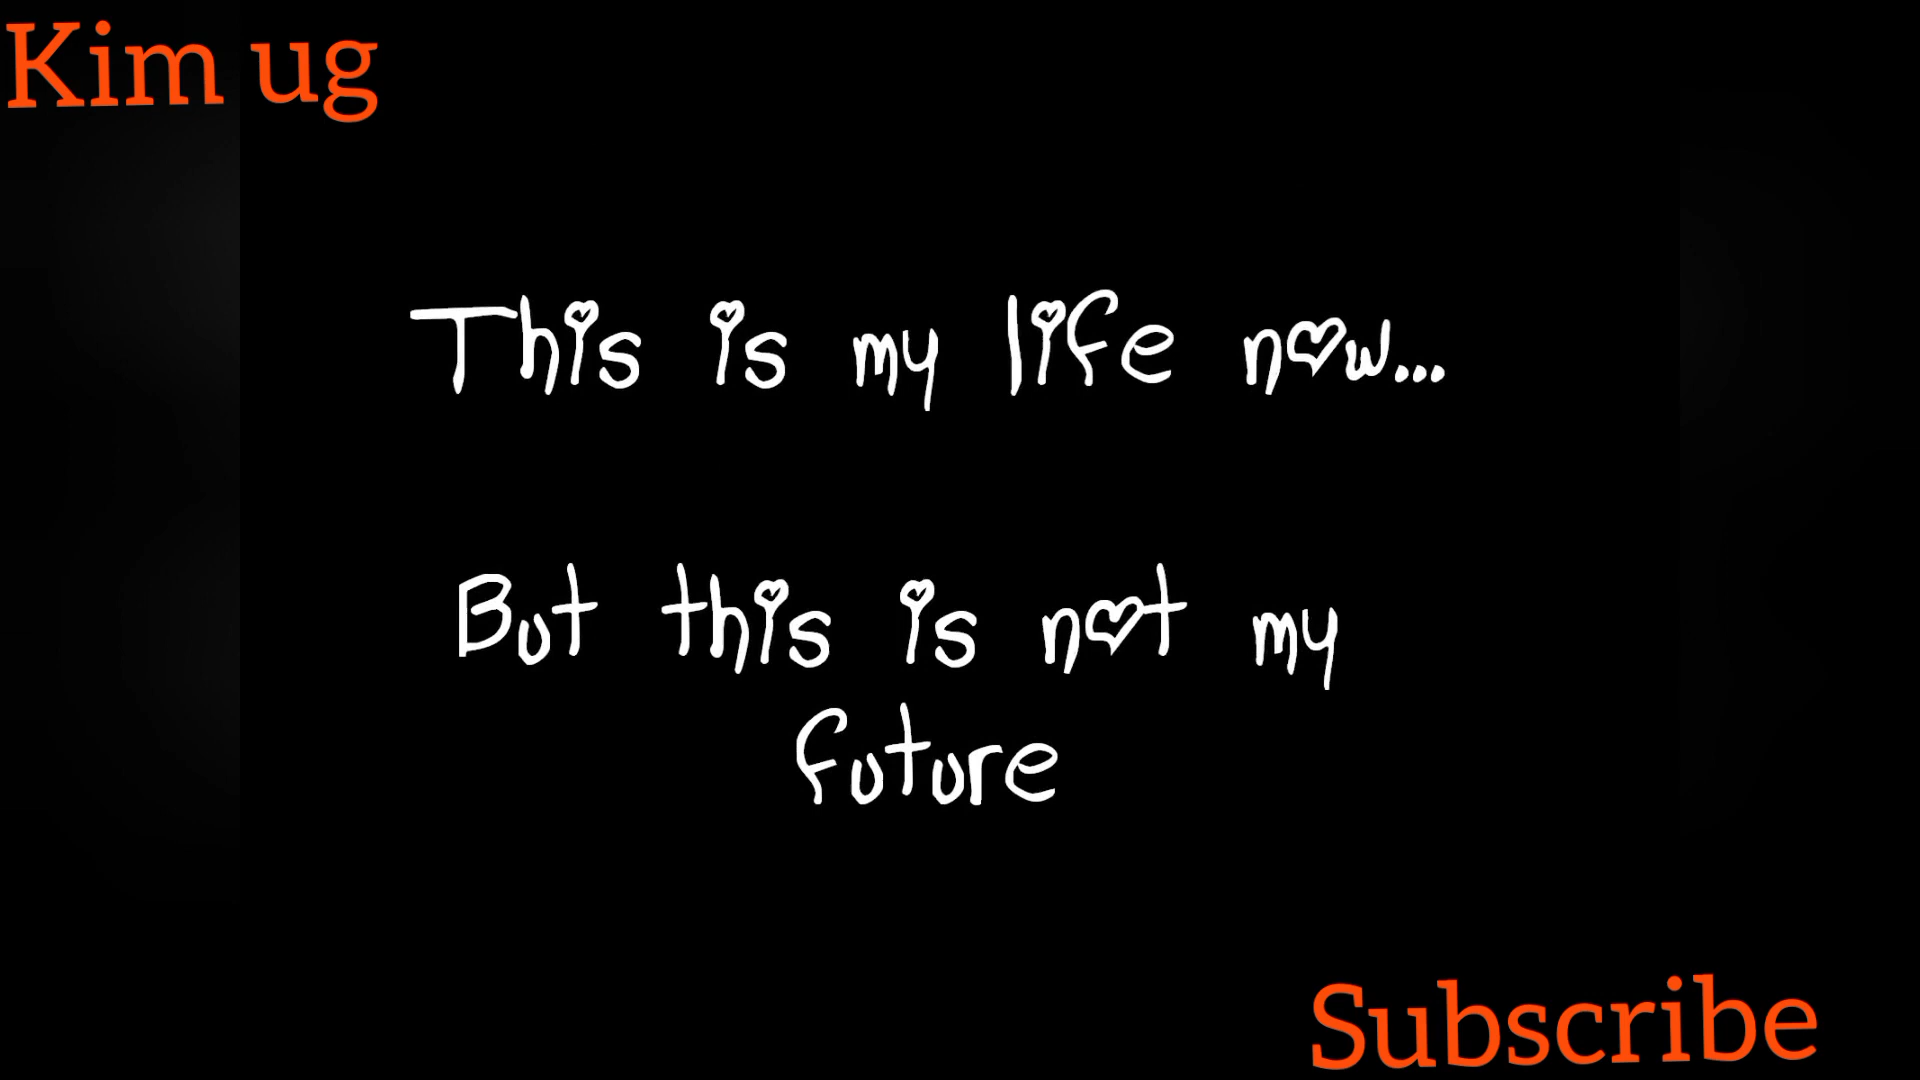 Kim ug
This is my life now...
But this is not my
future
Subscribe